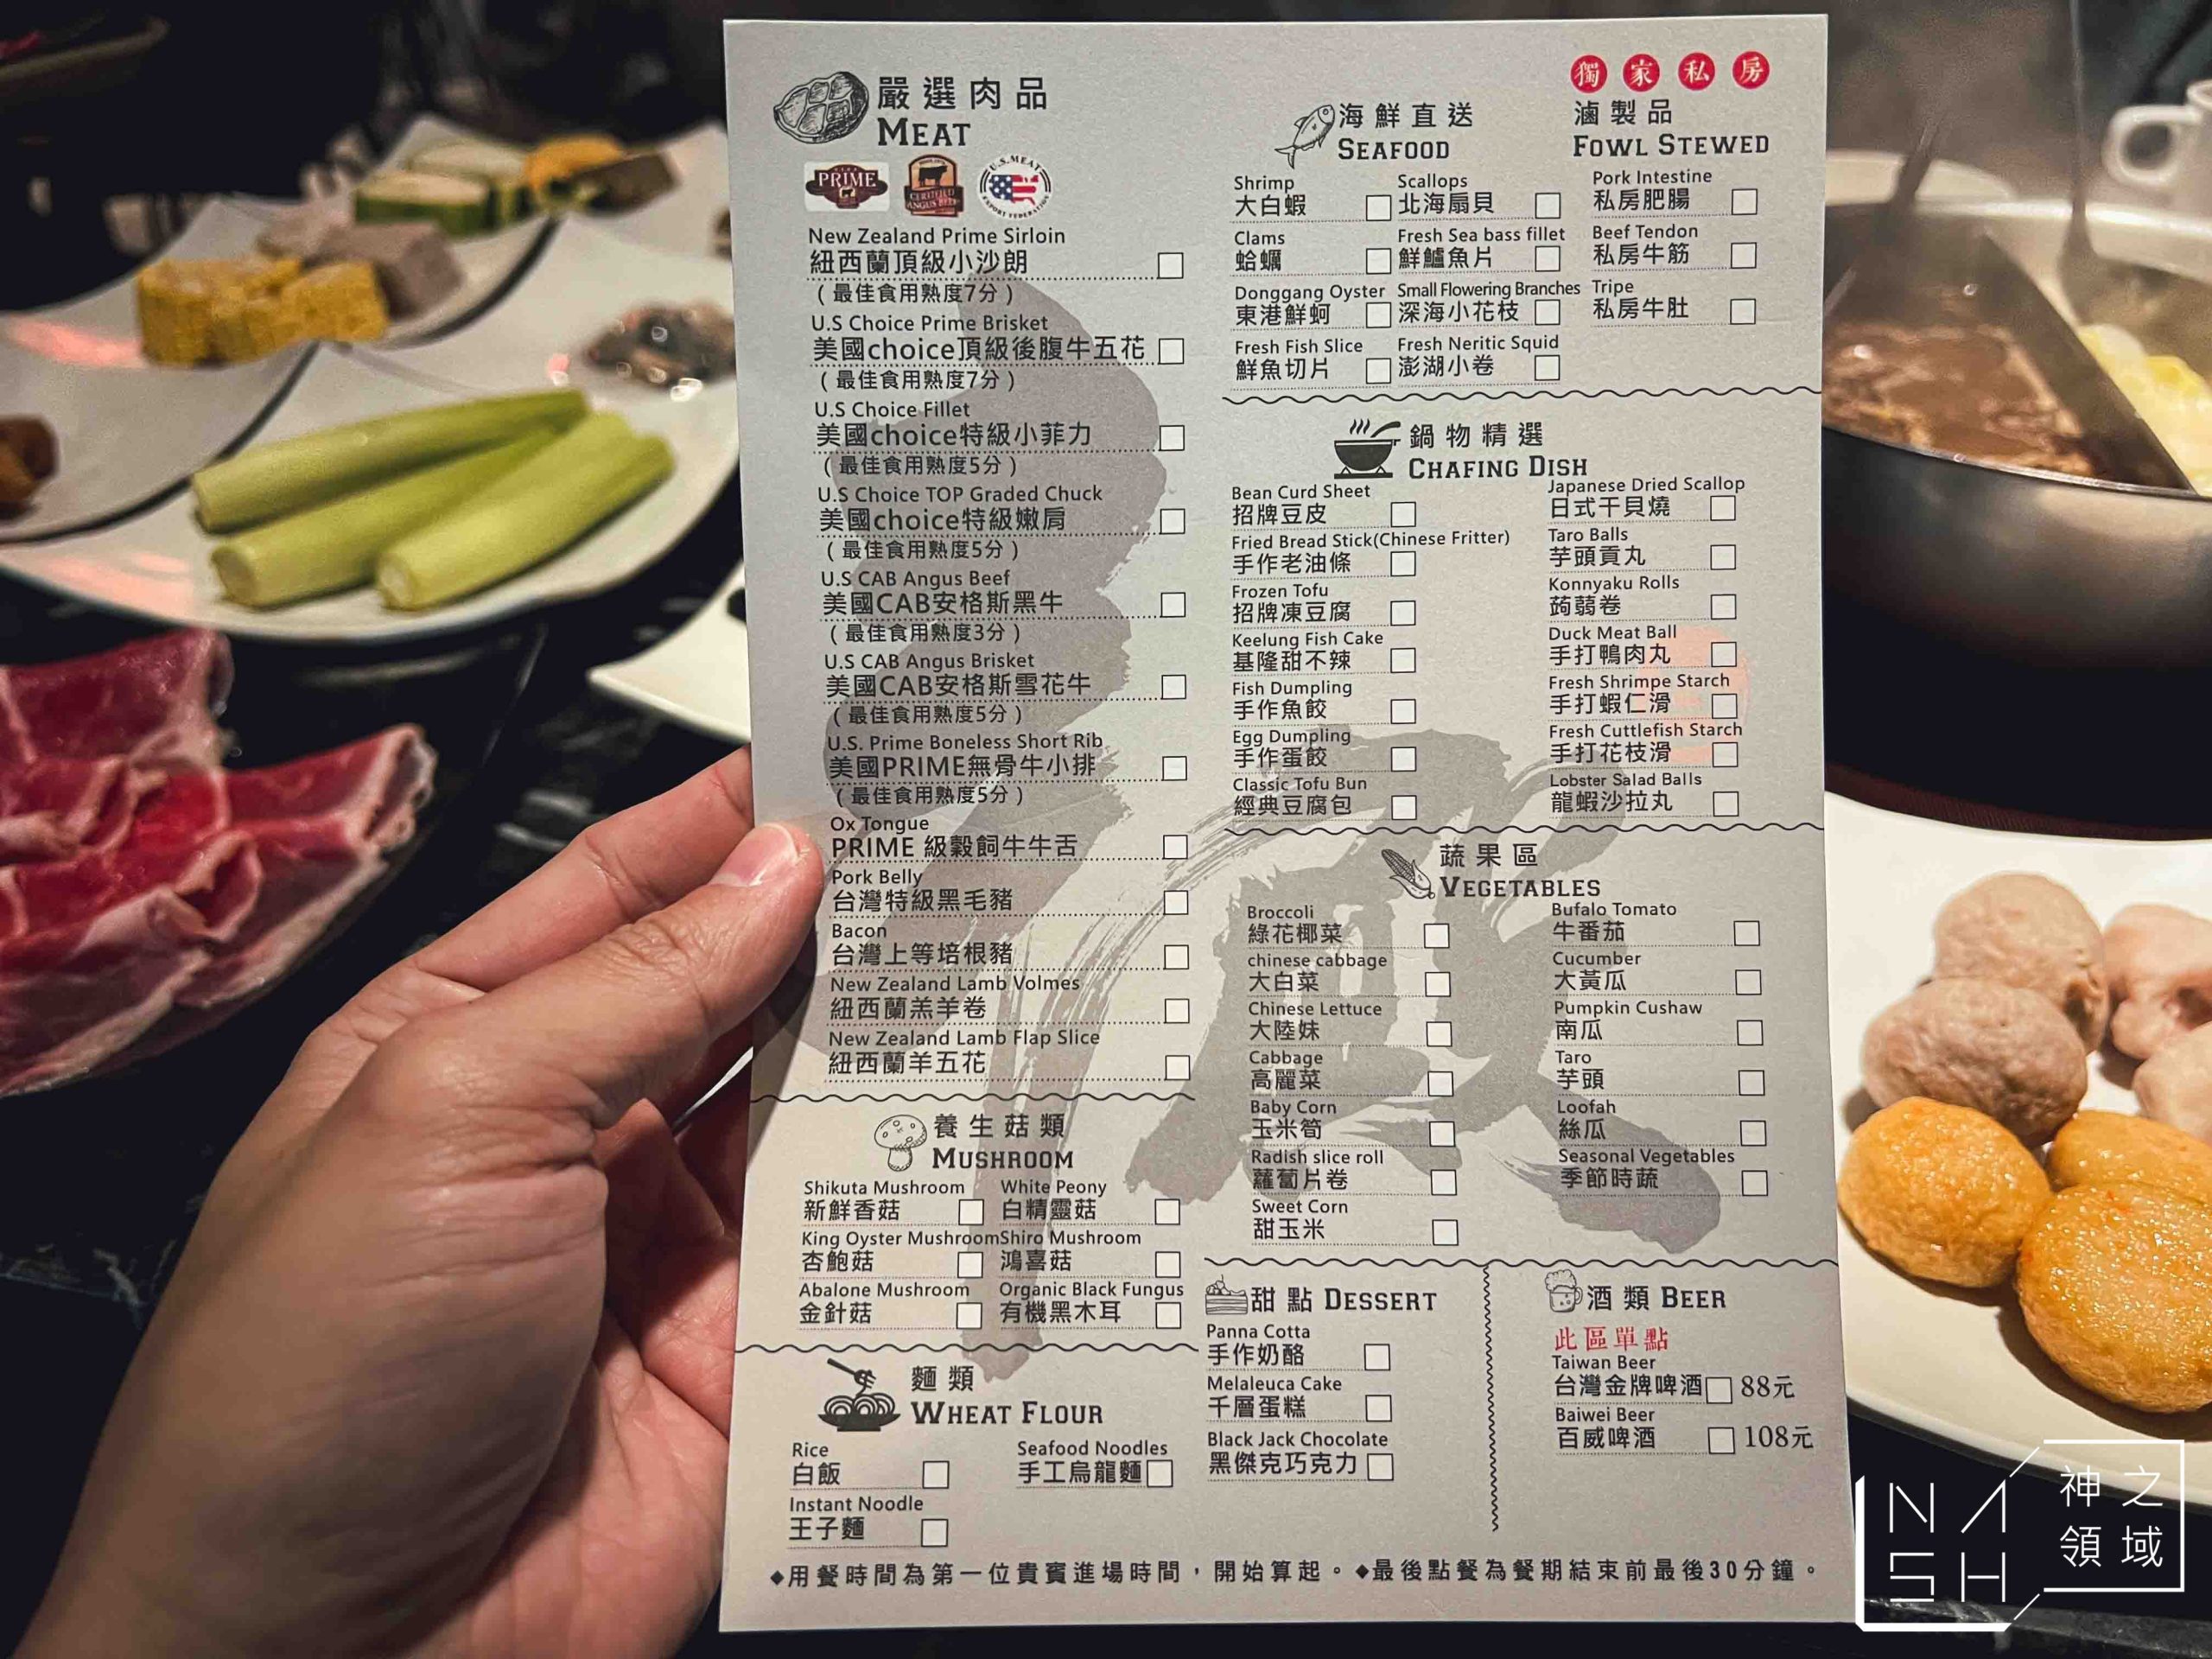 嚴選肉品
MEAT
PRIME
CERTIFIED
ANGUS BEEF
U.S. MEAT
EXPORT FEDERATION
New Zealand Prime Sirloin
紐西蘭頂級小沙朗
（最佳食用熟度7分）
U.S Choice Prime Brisket
美國choice頂級後腹牛五花
（最佳食用熟度7分）
U.S Choice Fillet
美國choice特級小菲力
（最佳食用熟度5分）
U.S Choice TOP Graded Chuck
美國choice特級嫩肩
（最佳食用熟度5分）
U.S CAB Angus Beef
美國CAB安格斯黑牛
（最佳食用熟度3分）
U.S CAB Angus Brisket
美國CAB安格斯雪花牛
（最佳食用熟度5分）
U.S. Prime Boneless Short Rib
美國PRIME無骨牛小排
（最佳食用熟度5分）
Ox Tongue
PRIME 級穀飼牛牛舌
Pork Belly
台灣特級黑毛豬
Bacon
台灣上等培根豬
New Zealand Lamb Volmes
紐西蘭羔羊卷
New Zealand Lamb Flap Slice
紐西蘭羊五花
養生菇類
MUSHROOM
Shikuta Mushroom
新鮮香菇
White Peony
白精靈菇
King Oyster Mushroom
杏鮑菇
Shiro Mushroom
鴻喜菇
Abalone Mushroom
金針菇
Organic Black Fungus
有機黑木耳
麵類
WHEAT FLOUR
Rice
白飯
Seafood Noodles
手工烏龍麵
Instant Noodle
王子麵
海鮮直送
SEAFOOD
Shrimp
大白蝦
Scallops
北海扇貝
Clams
蛤蠣
Fresh Sea bass fillet
鮮鱸魚片
Donggang Oyster
東港鮮蚵
Small Flowering Branches
深海小花枝
Fresh Fish Slice
鮮魚切片
Fresh Neritic Squid
澎湖小卷
獨家私房
滷製品
FOWL STEWED
Pork Intestine
私房肥腸
Beef Tendon
私房牛筋
Tripe
私房牛肚
鍋物精選
CHAFING DISH
Bean Curd Sheet
招牌豆皮
Japanese Dried Scallop
日式干貝燒
Fried Bread Stick(Chinese Fritter)
手作老油條
Taro Balls
芋頭貢丸
Frozen Tofu
招牌凍豆腐
Konnyaku Rolls
蒟蒻卷
Keelung Fish Cake
基隆甜不辣
Duck Meat Ball
手打鴨肉丸
Fish Dumpling
手作魚餃
Fresh Shrimpe Starch
手打蝦仁滑
Egg Dumpling
手作蛋餃
Fresh Cuttlefish Starch
手打花枝滑
Classic Tofu Bun
經典豆腐包
Lobster Salad Balls
龍蝦沙拉丸
蔬果區
VEGETABLES
Broccoli
綠花椰菜
Bufalo Tomato
牛番茄
chinese cabbage
大白菜
Cucumber
大黃瓜
Chinese Lettuce
大陸妹
Pumpkin Cushaw
南瓜
Cabbage
高麗菜
Taro
芋頭
Baby Corn
玉米筍
Loofah
絲瓜
Radish slice roll
蘿蔔片卷
Seasonal Vegetables
季節時蔬
Sweet Corn
甜玉米
甜點 DESSERT
Panna Cotta
手作奶酪
Melaleuca Cake
千層蛋糕
Black Jack Chocolate
黑傑克巧克力
酒類 BEER
此區單點
Taiwan Beer
台灣金牌啤酒 88元
Baiwei Beer
百威啤酒 108元
◆用餐時間為第一位貴賓進場時間，開始算起。◆最後點餐為餐期結束前最後30分鐘。
NASH
神之領域